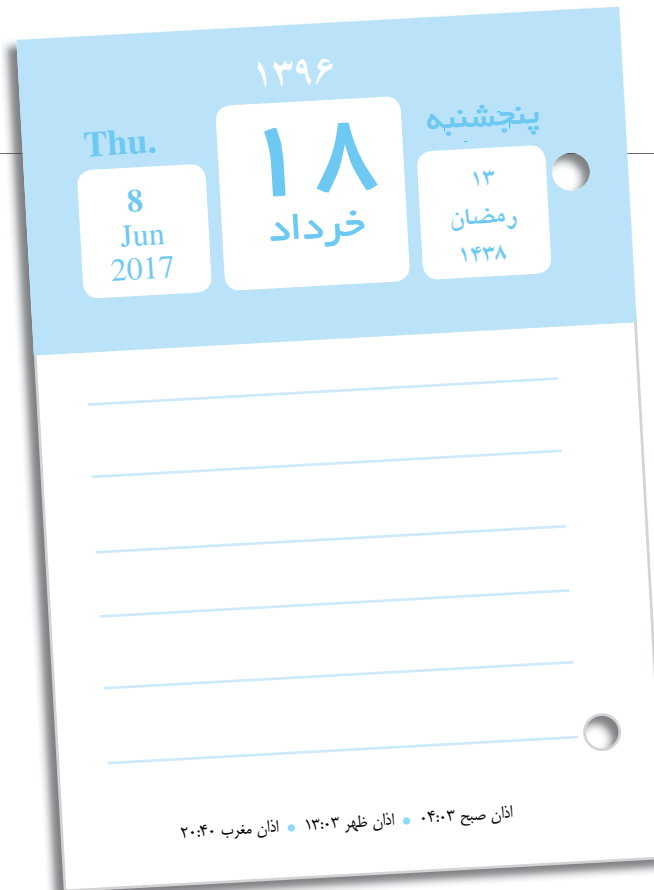 ۱۳۹۶
پنجشنبه
۱۳
رمضان
۱۴۳۸
۱۸
خرداد
Thu.
8
Jun
2017
اذان صبح ۰۴:۰۳ • اذان ظهر ۱۳:۰۳ • اذان مغرب ۲۰:۴۰